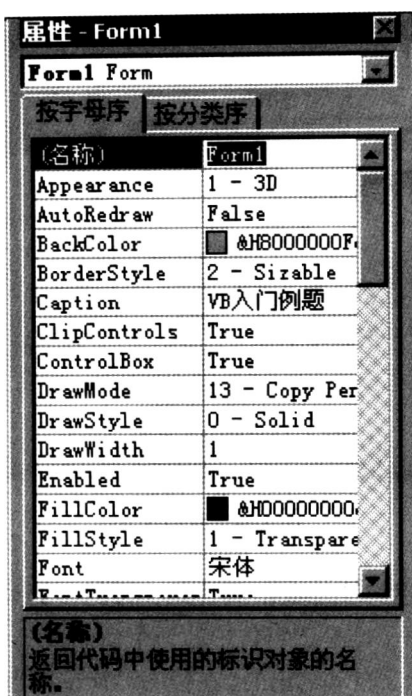 属性 - Form1
Form1 Form
按字母序 按分类序
(名称) Form1
Appearance 1 - 3D
AutoRedraw False
BackColor &H8000000F
BorderStyle 2 - Sizable
Caption VB入门例题
ClipControls True
ControlBox True
DrawMode 13 - Copy Pen
DrawStyle 0 - Solid
DrawWidth 1
Enabled True
FillColor &H00000000
FillStyle 1 - Transpare
Font 宋体
(名称)
返回代码中使用的标识对象的名
称。